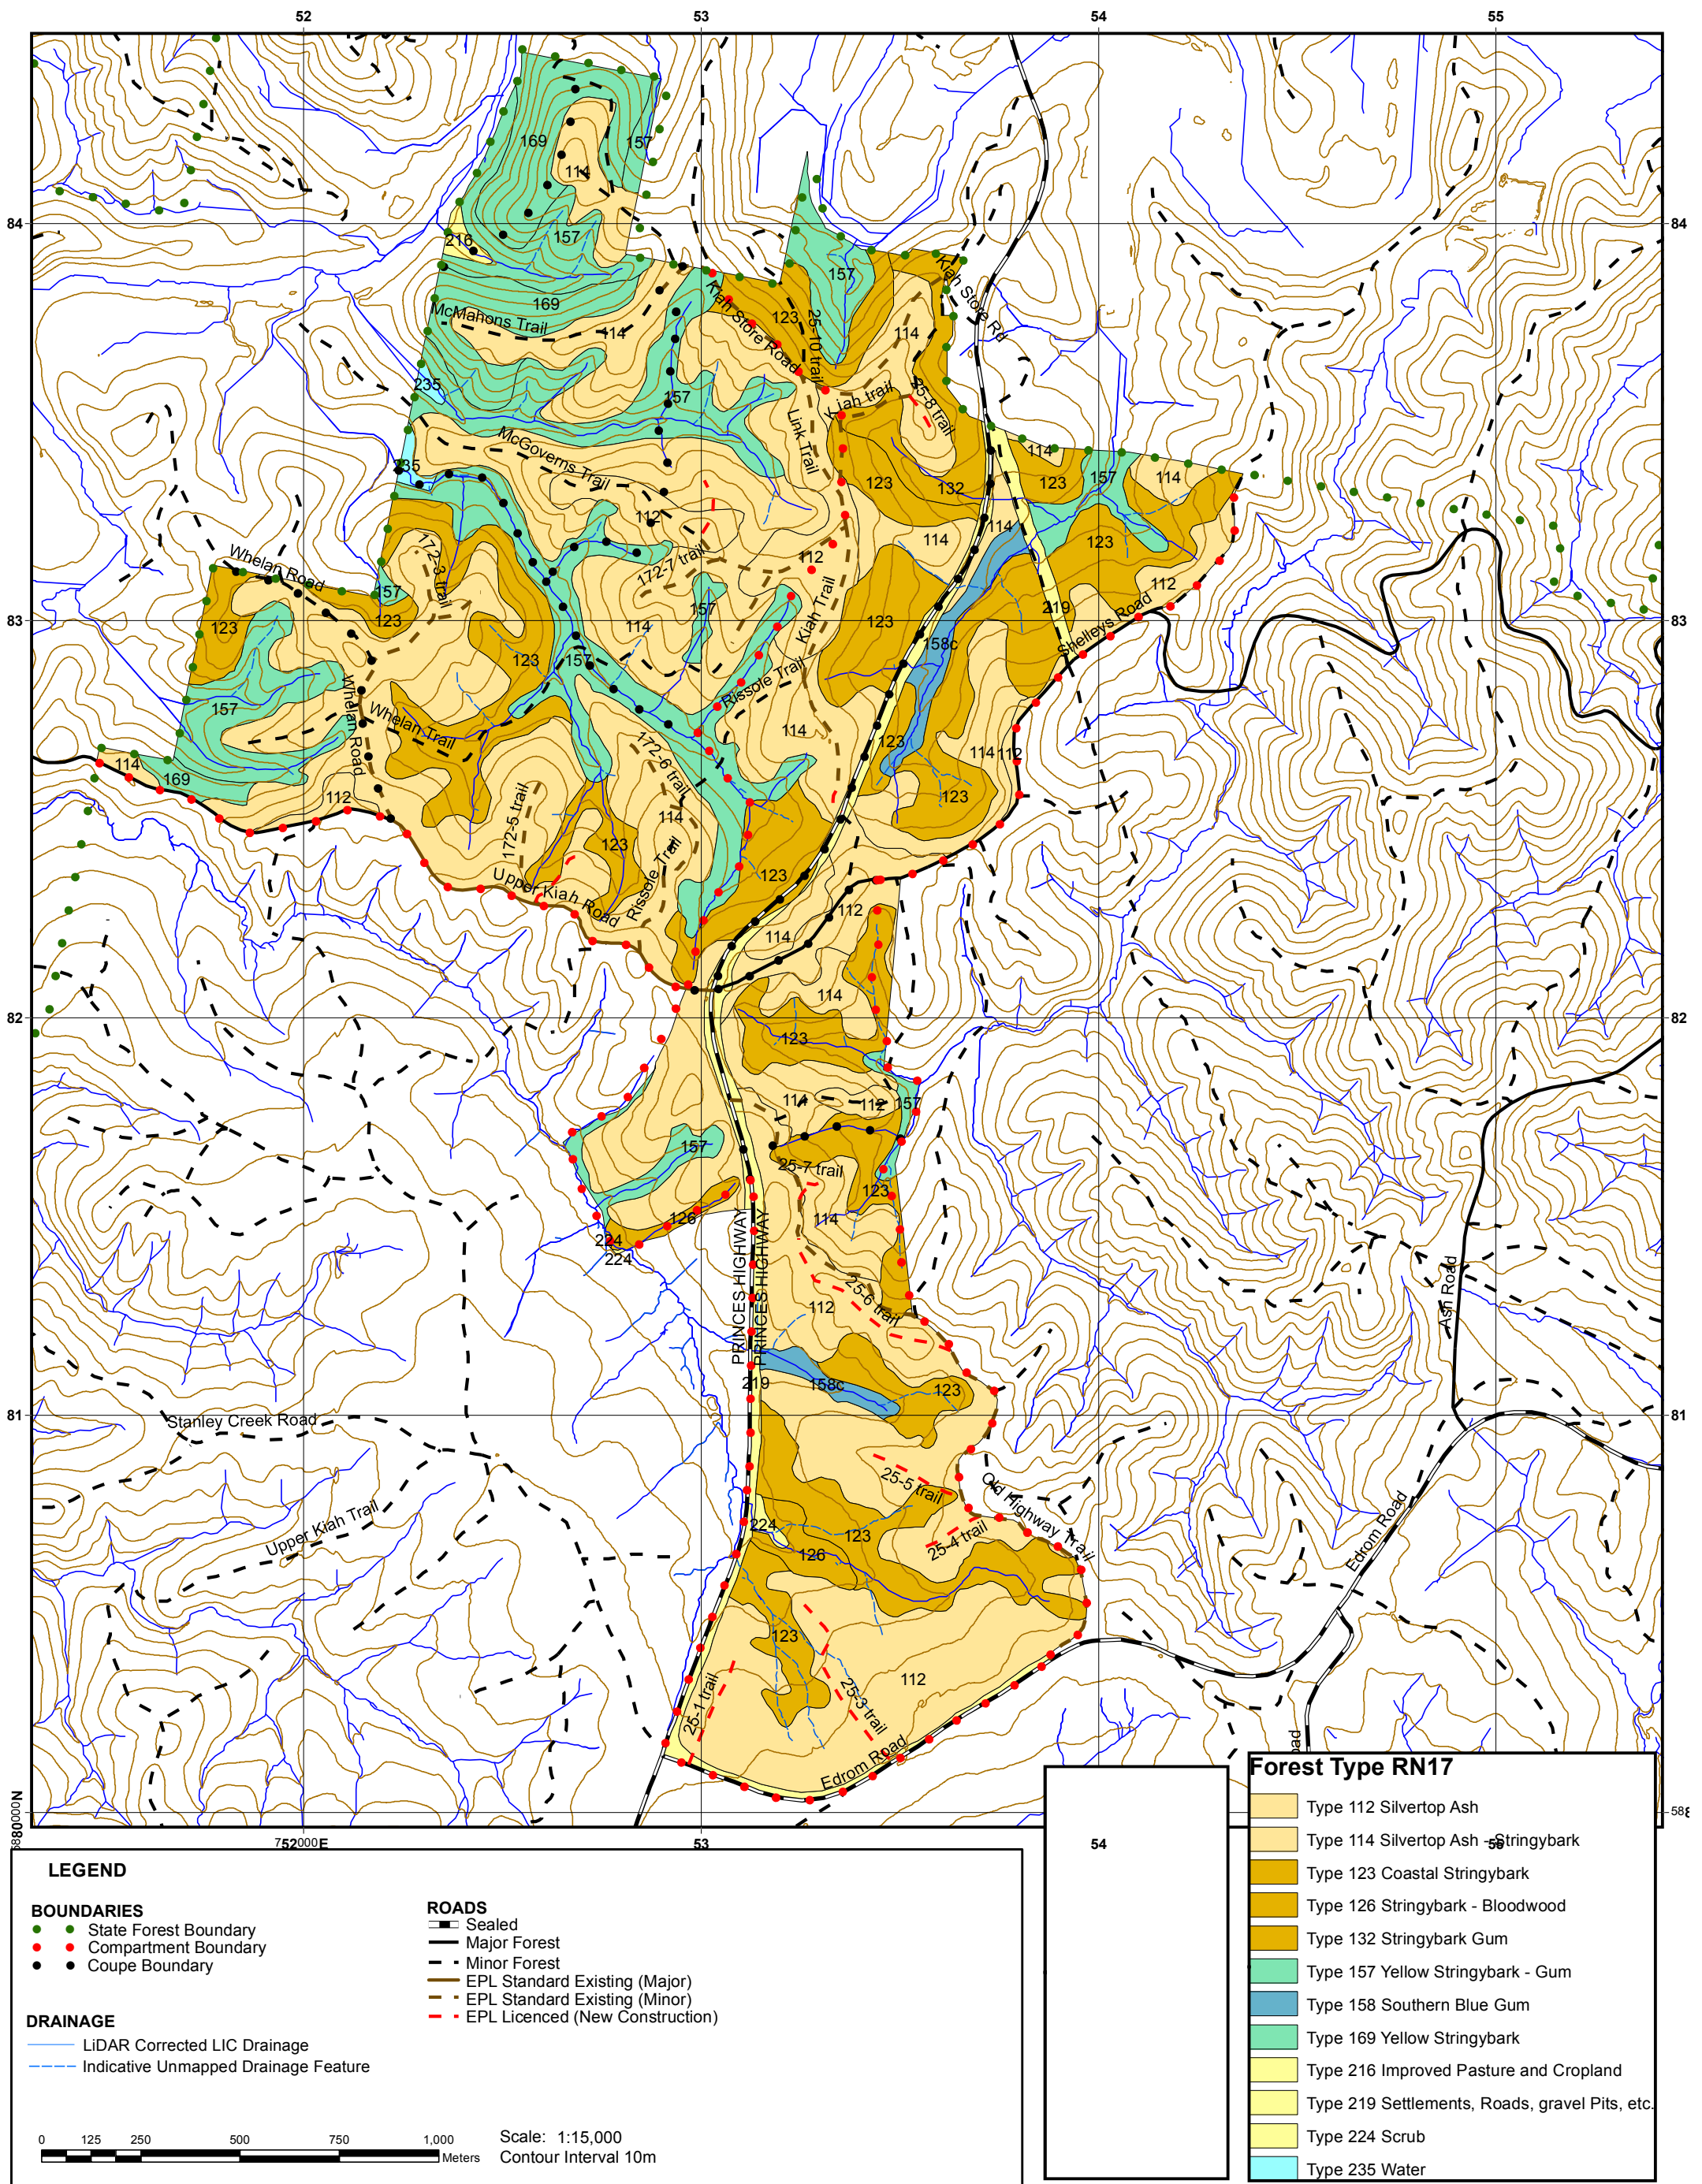 52 53 54 55
169 157
114
84 216 157 84
169 157
McMahons Trail 114
Kiah Store Road 123 25-10 trail 114 Kiah Store Rd
235 157 Kiah trail 25-8 trail
McGoverns Trail Link Trail 114
235 123 132 123 157 114
112 114
172-3 trail 172-7 trail 112 114 123
Whelan Road
157 157 112
83 123 123 114 Kiah Trail 123 219 83
123 157 158c Shelleys Road
Rissole Trail
157 Whelan Road Whelan Trail 114 123 114 112
172-6 trail
114 169
112 172-5 trail 114 123
123
Rissole Trail 123
Upper Kiah Road 112
114
82 114 82
123
114 112 157
157
25-7 trail
123
126 114
224
224
PRINCES HIGHWAY
PRINCES HIGHWAY
25-6 trail
112
Ash Road
219 158c 123
81 Stanley Creek Road 81
25-5 trail
Old Highway Trail
Upper Kiah Trail
224 123
25-4 trail
126
Edrom Road
123
112
25-1 trail 25-3 trail
Edrom Road
oad
5880000N 586
752000E 53 54 55
Forest Type RN17
Type 112 Silvertop Ash
Type 114 Silvertop Ash - Stringybark
Type 123 Coastal Stringybark
Type 126 Stringybark - Bloodwood
Type 132 Stringybark Gum
Type 157 Yellow Stringybark - Gum
Type 158 Southern Blue Gum
Type 169 Yellow Stringybark
Type 216 Improved Pasture and Cropland
Type 219 Settlements, Roads, gravel Pits, etc.
Type 224 Scrub
Type 235 Water
LEGEND
BOUNDARIES
State Forest Boundary
Compartment Boundary
Coupe Boundary
DRAINAGE
LiDAR Corrected LIC Drainage
Indicative Unmapped Drainage Feature
ROADS
Sealed
Major Forest
Minor Forest
EPL Standard Existing (Major)
EPL Standard Existing (Minor)
EPL Licenced (New Construction)
0 125 250 500 750 1,000
Meters
Scale: 1:15,000
Contour Interval 10m